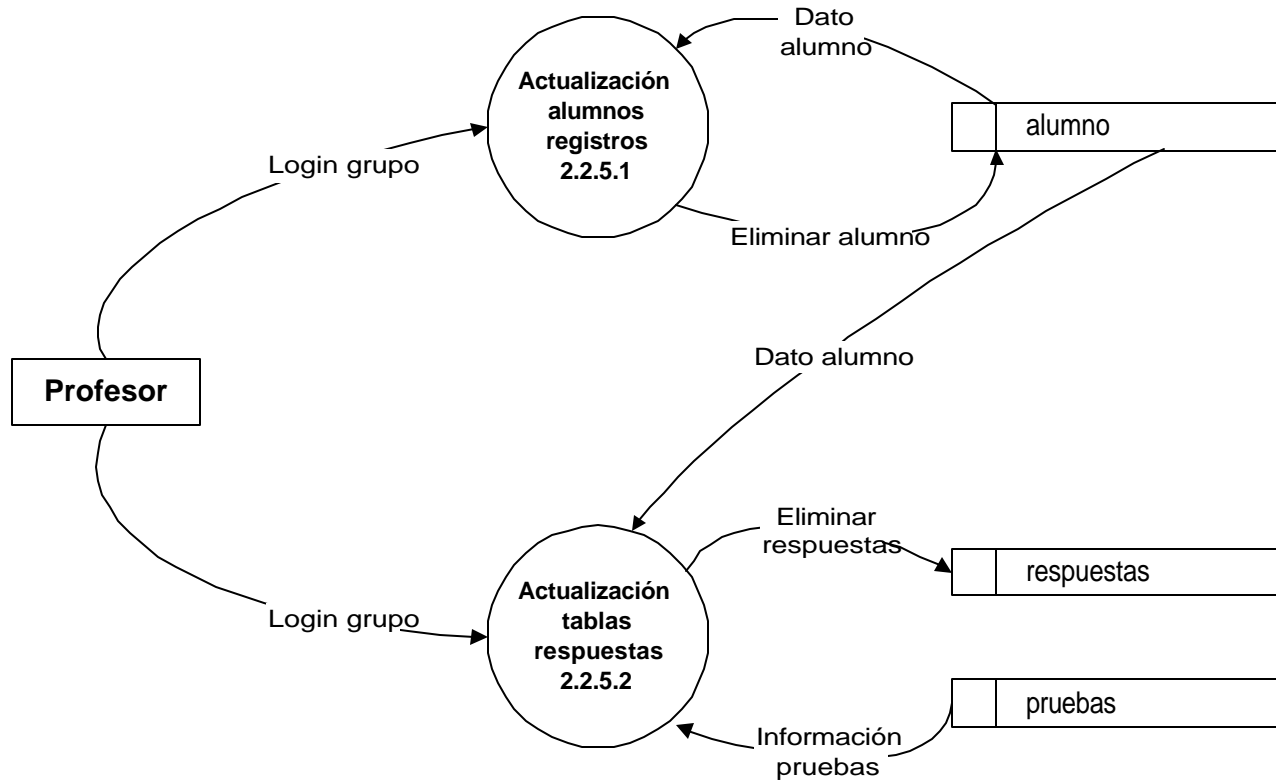 Dato
alumno
Actualización
alumnos
registros
2.2.5.1
alumno
Login grupo
Eliminar alumno
Dato alumno
Profesor
Eliminar
respuestas
respuestas
Actualización
tablas
respuestas
2.2.5.2
Login grupo
pruebas
Información
pruebas